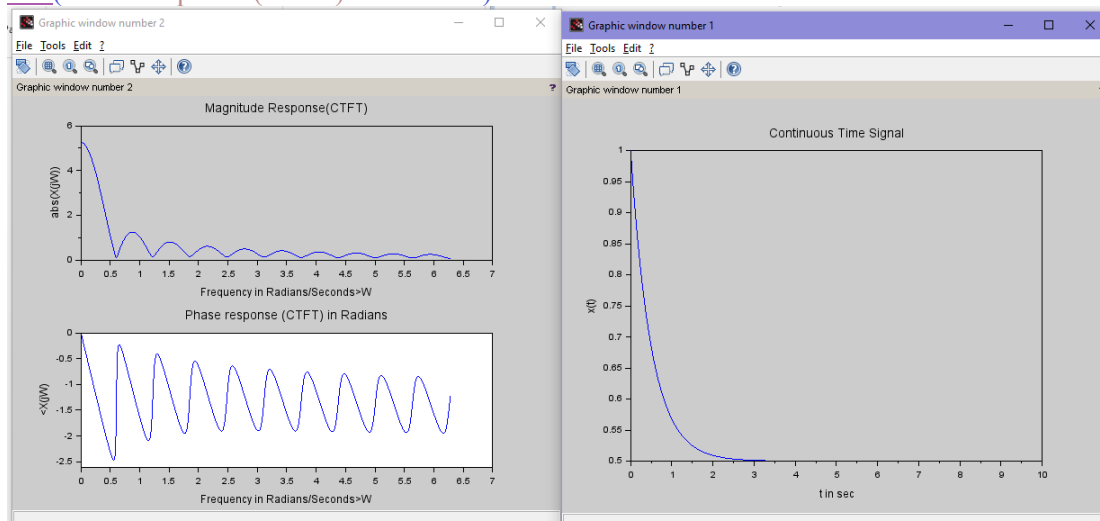 Graphic window number 2
File Tools Edit ?
Graphic window number 2
?
Magnitude Response(CTFT)
6
4
2
0
abs(X(jW))
0 0.5 1 1.5 2 2.5 3 3.5 4 4.5 5 5.5 6 6.5 7
Frequency in Radians/Seconds>W
Phase response (CTFT) in Radians
0
-0.5
-1
-1.5
-2
-2.5
<X(jW)
0 0.5 1 1.5 2 2.5 3 3.5 4 4.5 5 5.5 6 6.5 7
Frequency in Radians/Seconds>W
Graphic window number 1
File Tools Edit ?
Graphic window number 1
Continuous Time Signal
1
0.95
0.9
0.85
0.8
0.75
0.7
0.65
0.6
0.55
0.5
x(t)
0 1 2 3 4 5 6 7 8 9 10
t in sec